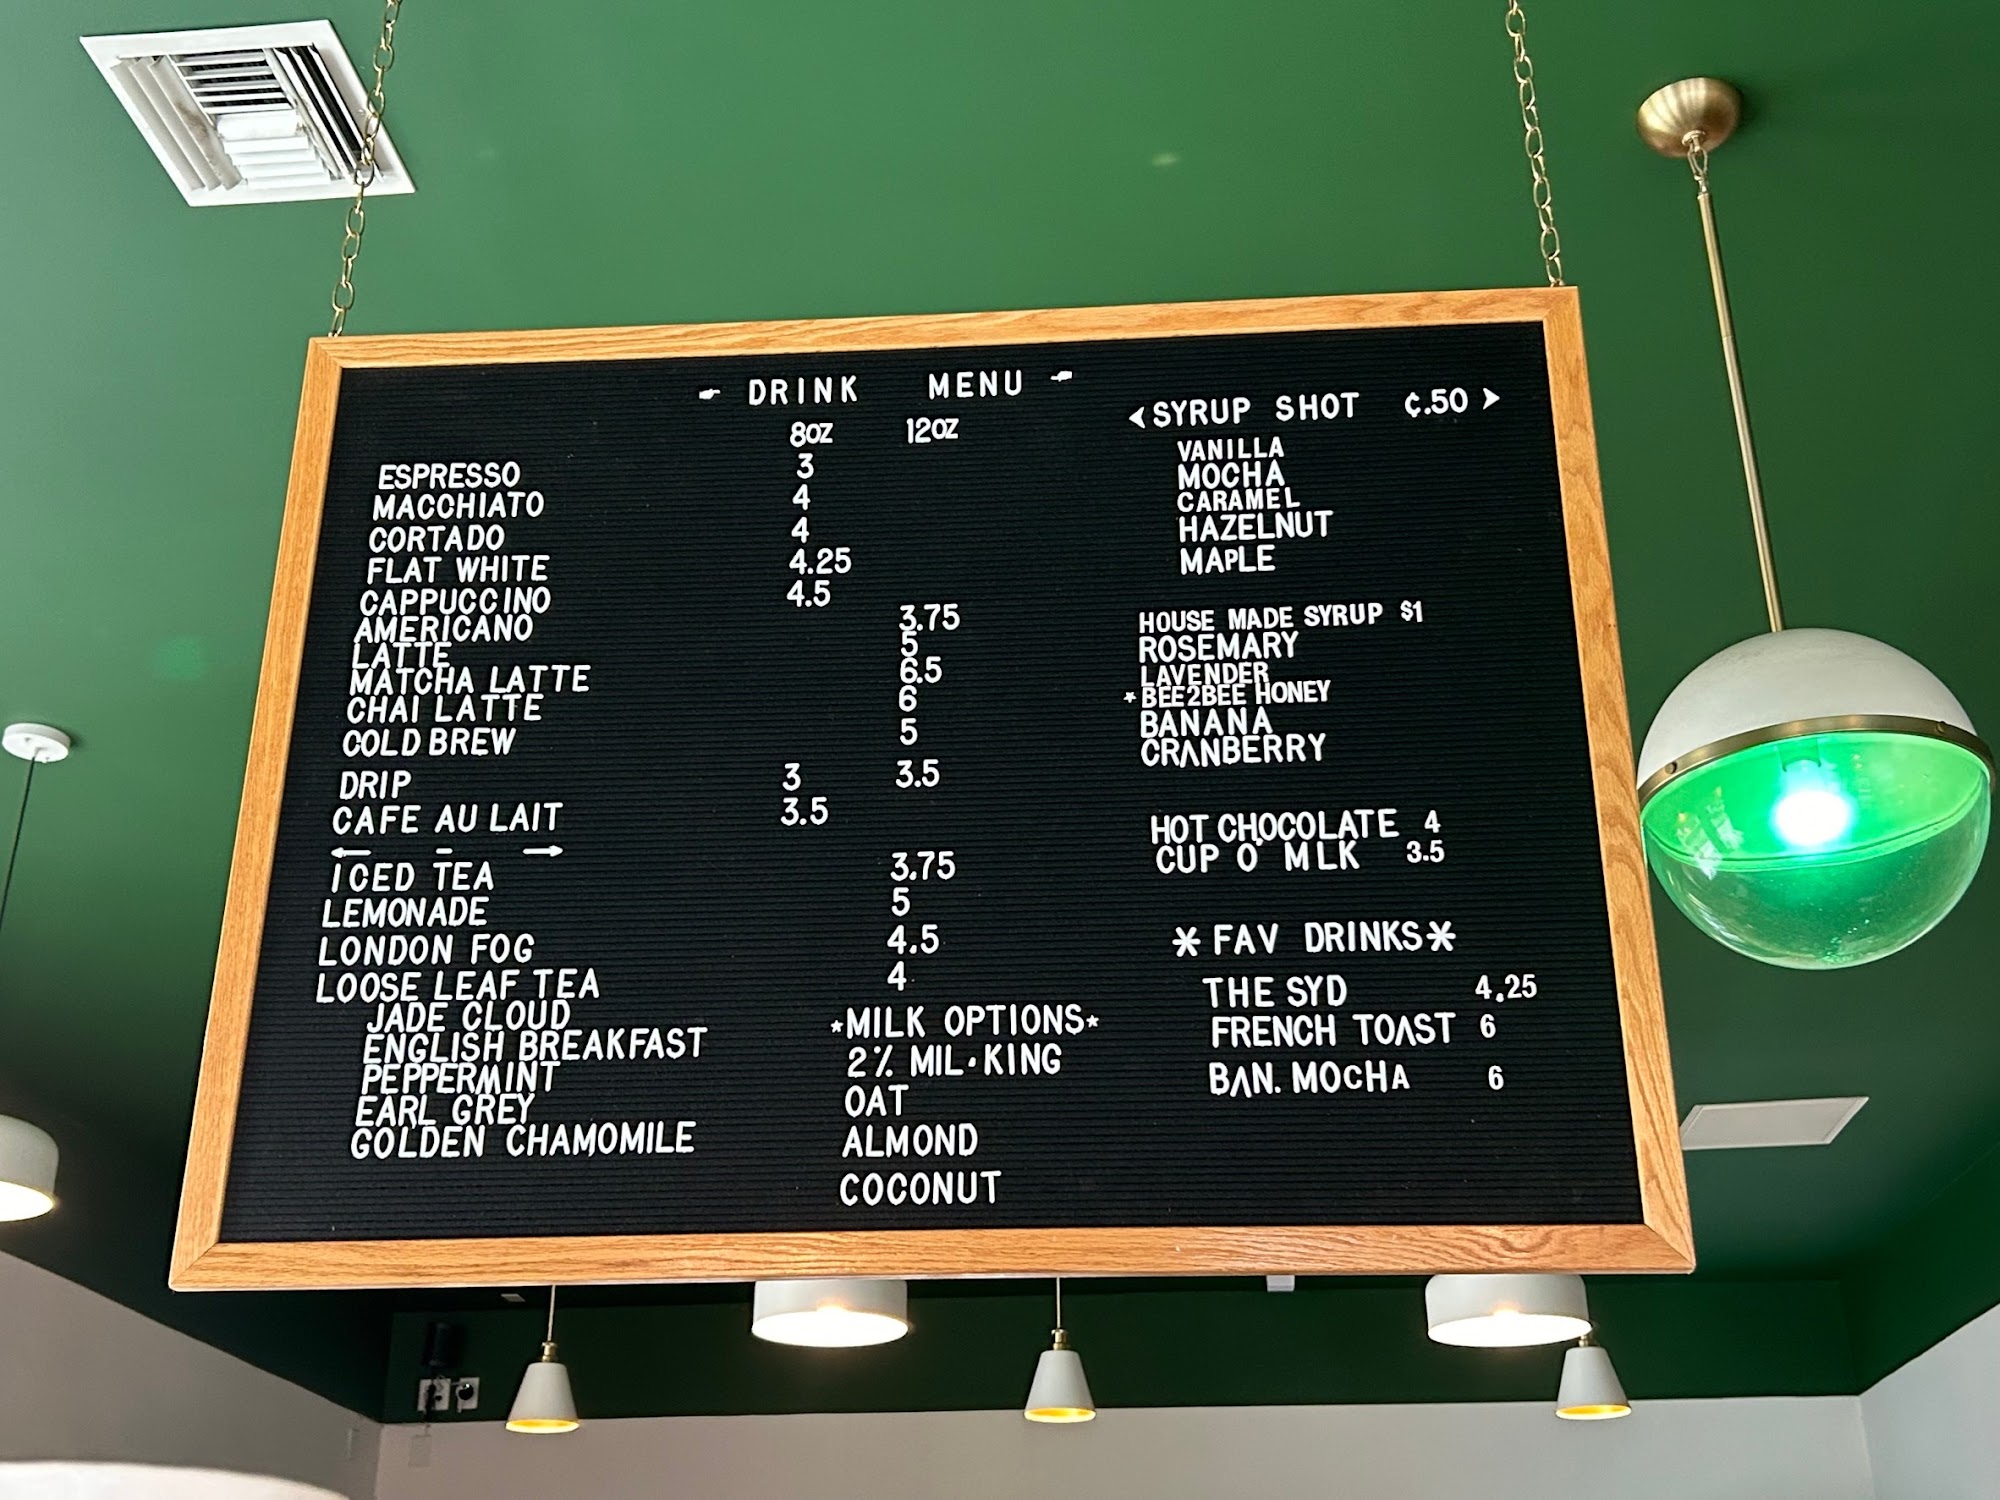 DRINK MENU
8OZ 12OZ
ESPRESSO 3
MACCHIATO 4
CORTADO 4
FLAT WHITE 4.25
CAPPUCCINO 4.5
AMERICANO 3.75
LATTE 5
MATCHA LATTE 6.5
CHAI LATTE 6
COLD BREW 5
DRIP 3 3.5
CAFE AU LAIT 3.5
ICED TEA 3.75
LEMONADE 5
LONDON FOG 4.5
LOOSE LEAF TEA 4
JADE CLOUD
ENGLISH BREAKFAST
PEPPERMINT
EARL GREY
GOLDEN CHAMOMILE
*MILK OPTIONS*
2% MIL·KING
OAT
ALMOND
COCONUT
SYRUP SHOT ¢.50
VANILLA
MOCHA
CARAMEL
HAZELNUT
MAPLE
HOUSE MADE SYRUP $1
ROSEMARY
LAVENDER
*BEE2BEE HONEY
BANANA
CRANBERRY
HOT CHOCOLATE 4
CUP O' MLK 3.5
* FAV DRINKS *
THE SYD 4.25
FRENCH TOAST 6
BAN. MOCHA 6